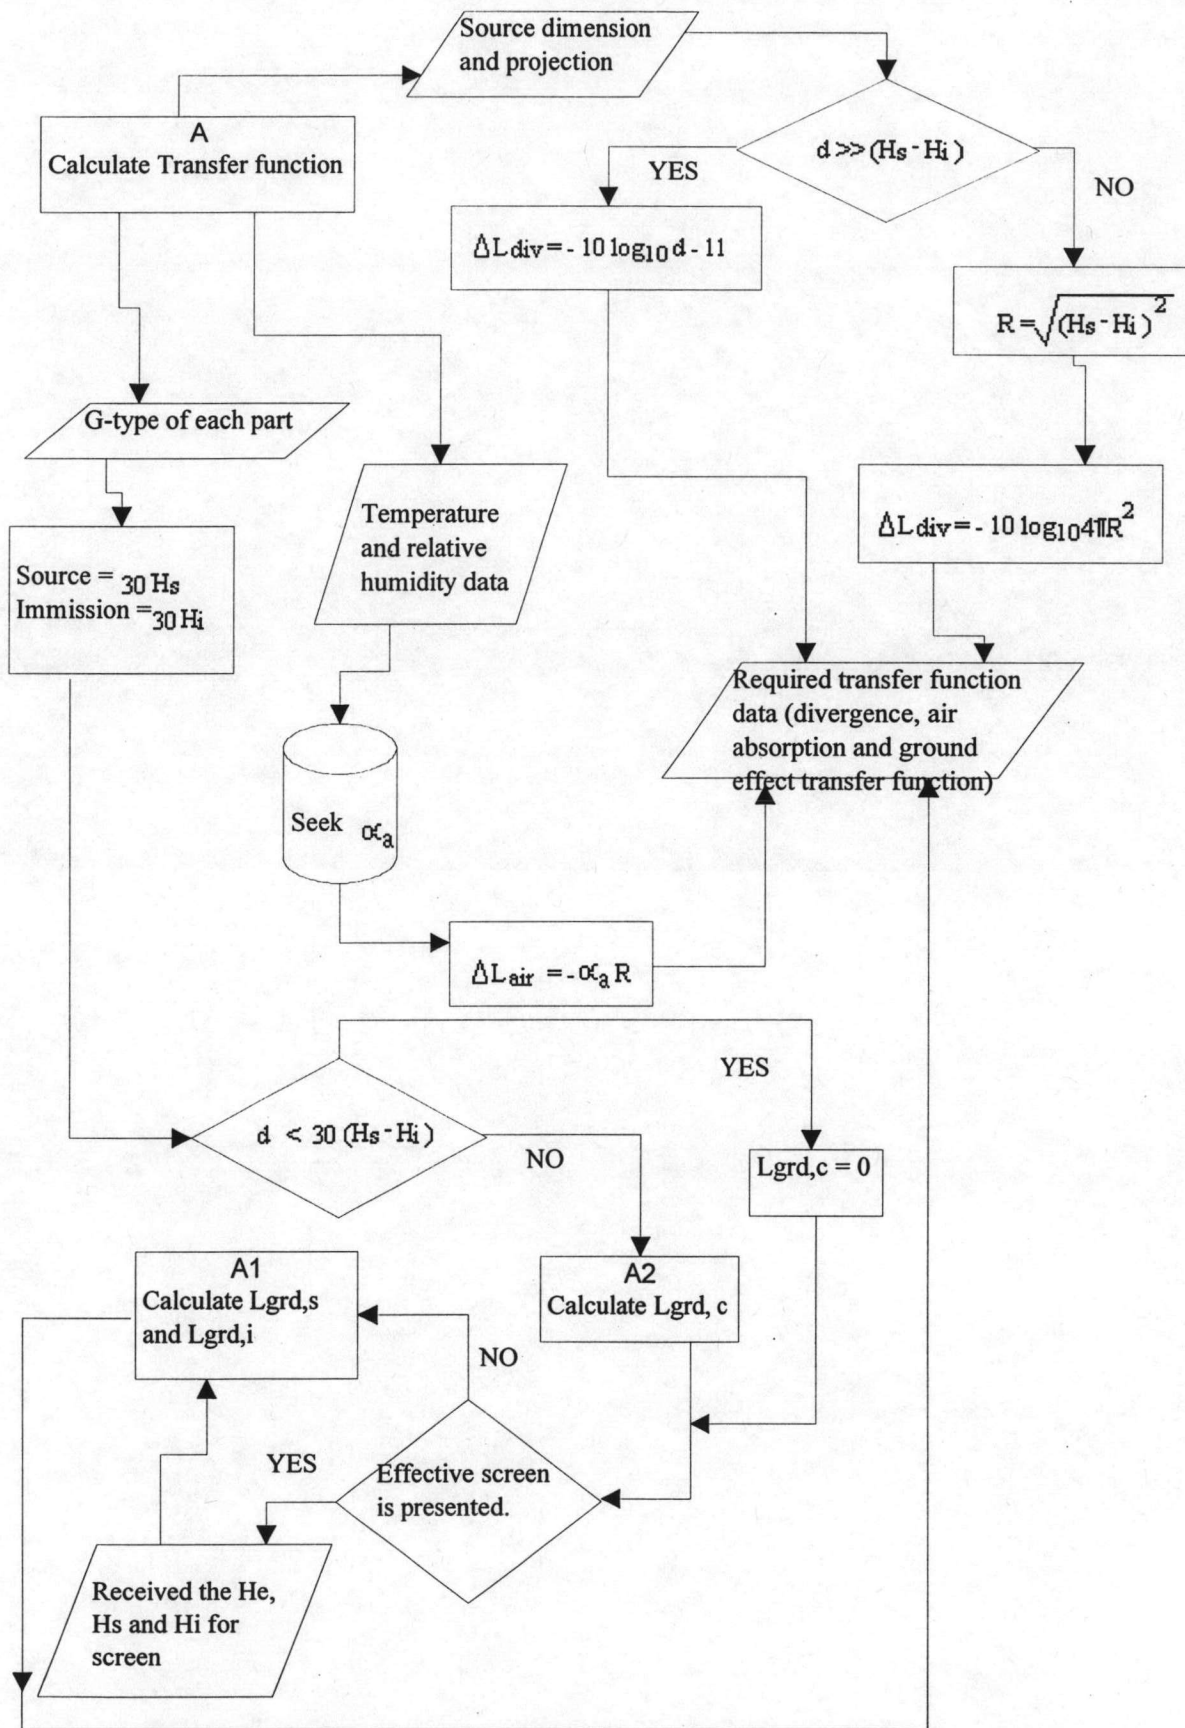 Source dimension
and projection
A
Calculate Transfer function
d >> (Hs - Hi)
YES
NO
ΔLdiv = - 10 log10 d - 11
R = √(Hs - Hi)²
G-type of each part
Temperature
and relative
humidity data
ΔLdiv = - 10 log10 4πR²
Source = 30 Hs
Immission = 30 Hi
Required transfer function
data (divergence, air
absorption and ground
effect transfer function)
Seek αa
ΔLair = - αa R
YES
d < 30 (Hs - Hi)
NO
Lgrd,c = 0
A1
Calculate Lgrd,s
and Lgrd,i
A2
Calculate Lgrd, c
NO
YES
Effective screen
is presented.
Received the He,
Hs and Hi for
screen